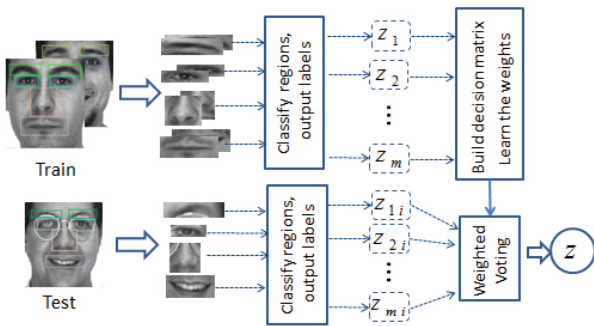 Train
Classify regions,
output labels
Z 1
Z 2
...
Z m
Build decision matrix
Learn the weights
Test
Classify regions,
output labels
Z 1 i
Z 2 i
...
Z m i
Weighted
Voting
z